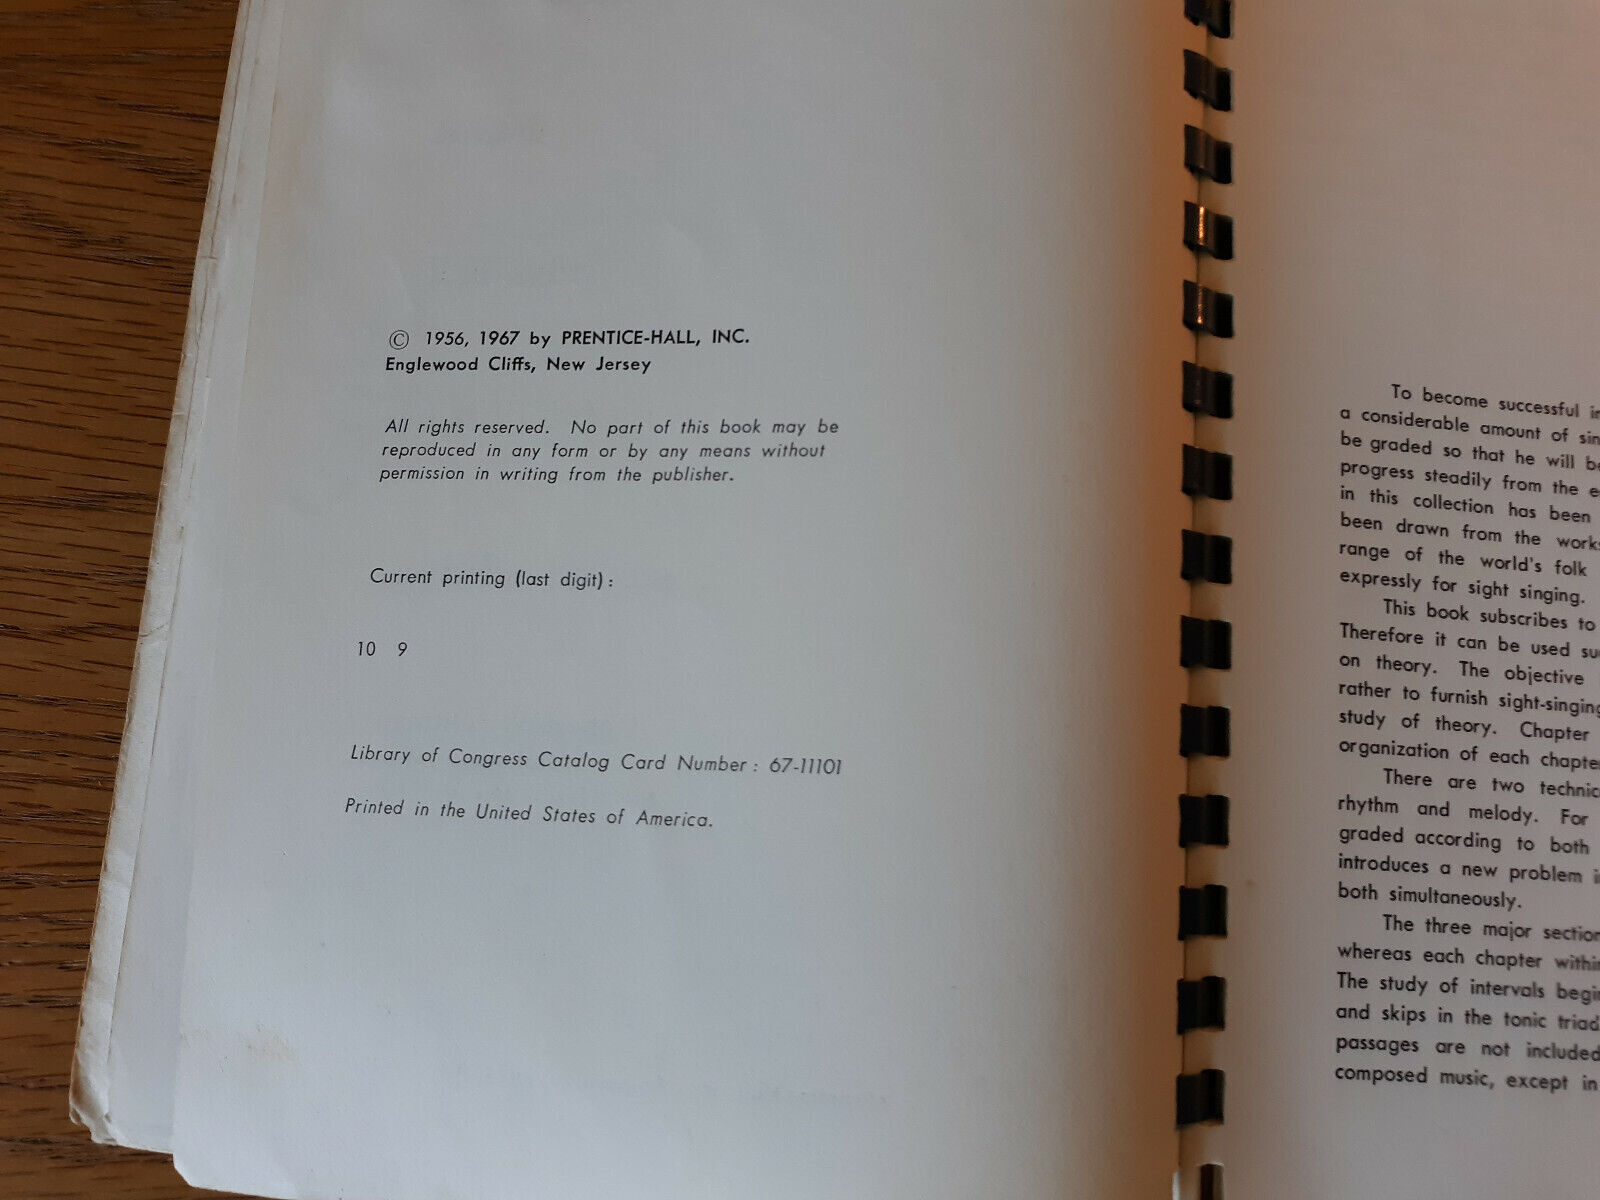 © 1956, 1967 by PRENTICE-HALL, INC.
Englewood Cliffs, New Jersey
All rights reserved. No part of this book may be
reproduced in any form or by any means without
permission in writing from the publisher.
Current printing (last digit):
10 9
Library of Congress Catalog Card Number: 67-11101
Printed in the United States of America.
To become successful
a considerable amount of
be graded so that he will
progress steadily from the
in this collection has been
been drawn from the
range of the world's folk
expressly for sight singing.
This book subscribes to
Therefore it can be used
on theory. The objective
rather to furnish sight-singing
study of theory. Chapter
organization of each
There are two
rhythm and melody. For
graded according to both
introduces a new problem
both simultaneously.
The three major
whereas each chapter
The study of intervals
and skips in the tonic triad
passages are not included
composed music, except in